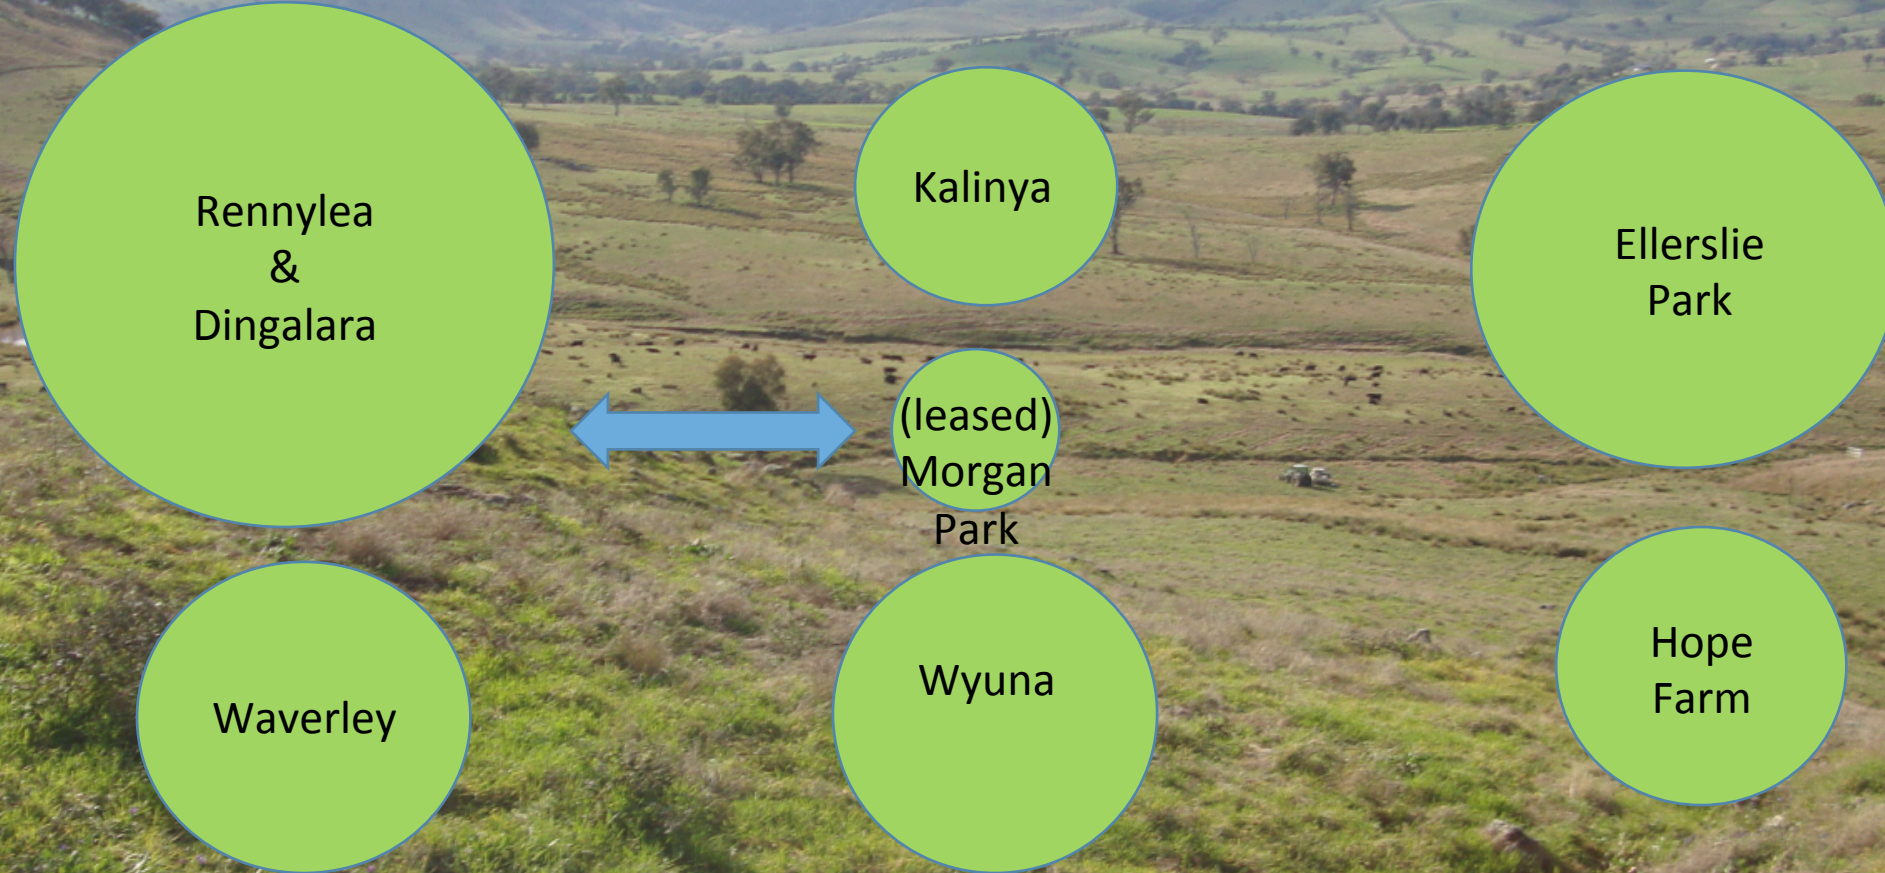 Rennylea
&
Dingalara
Kalinya
Ellerslie
Park
(leased)
Morgan
Park
Waverley
Wyuna
Hope
Farm